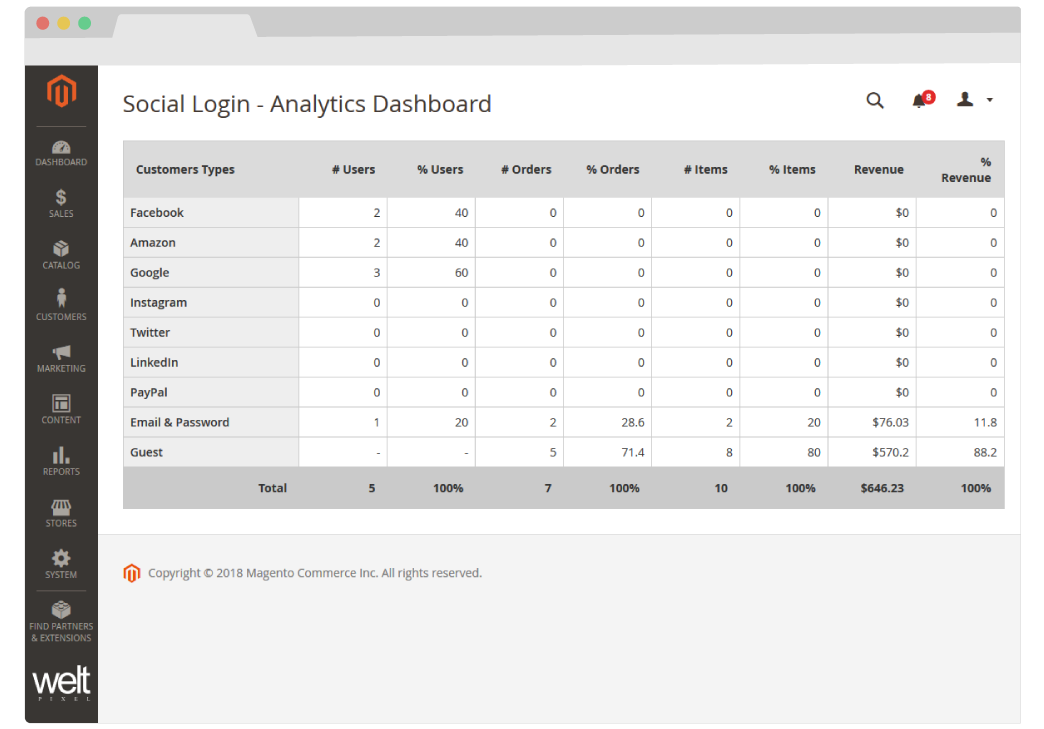 Social Login - Analytics Dashboard
8
DASHBOARD
SALES
CATALOG
CUSTOMERS
MARKETING
CONTENT
REPORTS
STORES
SYSTEM
FIND PARTNERS
& EXTENSIONS
welt
PIXEL
Customers Types # Users % Users # Orders % Orders # Items % Items Revenue % Revenue
Facebook 2 40 0 0 0 0 $0 0
Amazon 2 40 0 0 0 0 $0 0
Google 3 60 0 0 0 0 $0 0
Instagram 0 0 0 0 0 0 $0 0
Twitter 0 0 0 0 0 0 $0 0
LinkedIn 0 0 0 0 0 0 $0 0
PayPal 0 0 0 0 0 0 $0 0
Email & Password 1 20 2 28.6 2 20 $76.03 11.8
Guest - - 5 71.4 8 80 $570.2 88.2
Total 5 100% 7 100% 10 100% $646.23 100%
Copyright © 2018 Magento Commerce Inc. All rights reserved.